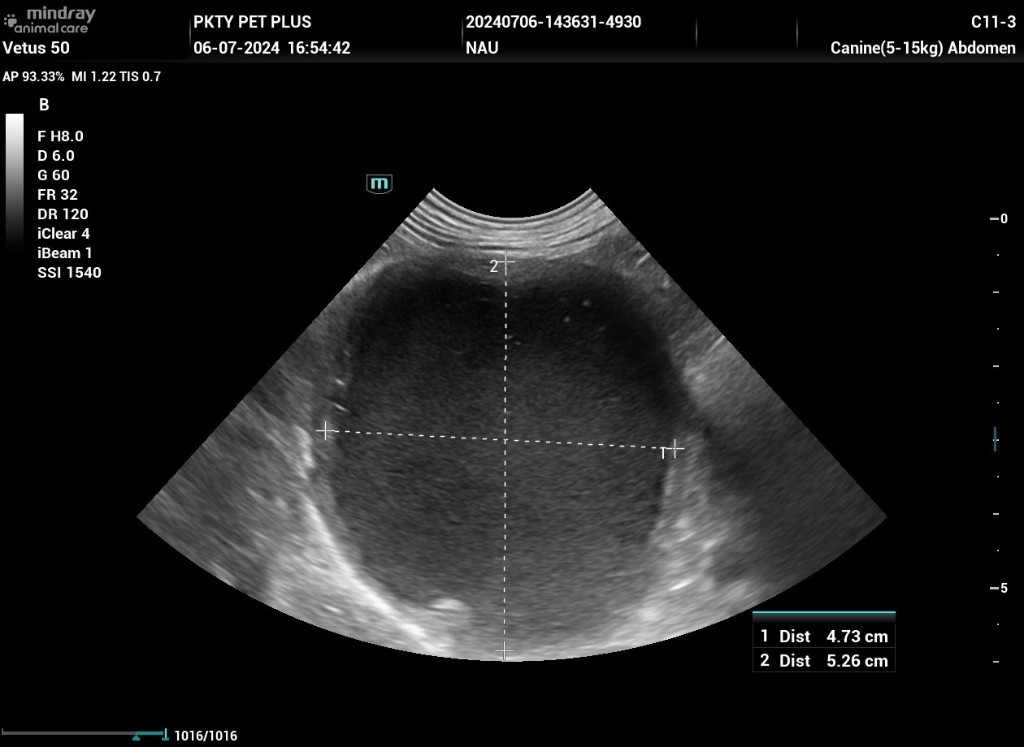 mindray
animalcare
Vetus 50
PKTY PET PLUS
06-07-2024 16:54:42
20240706-143631-4930
NAU
C11-3
Canine(5-15kg) Abdomen
AP 93.33% MI 1.22 TIS 0.7
B
F H8.0
D 6.0
G 60
FR 32
DR 120
iClear 4
iBeam 1
SSI 1540
m
0
2
1
5
1 Dist 4.73 cm
2 Dist 5.26 cm
1016/1016